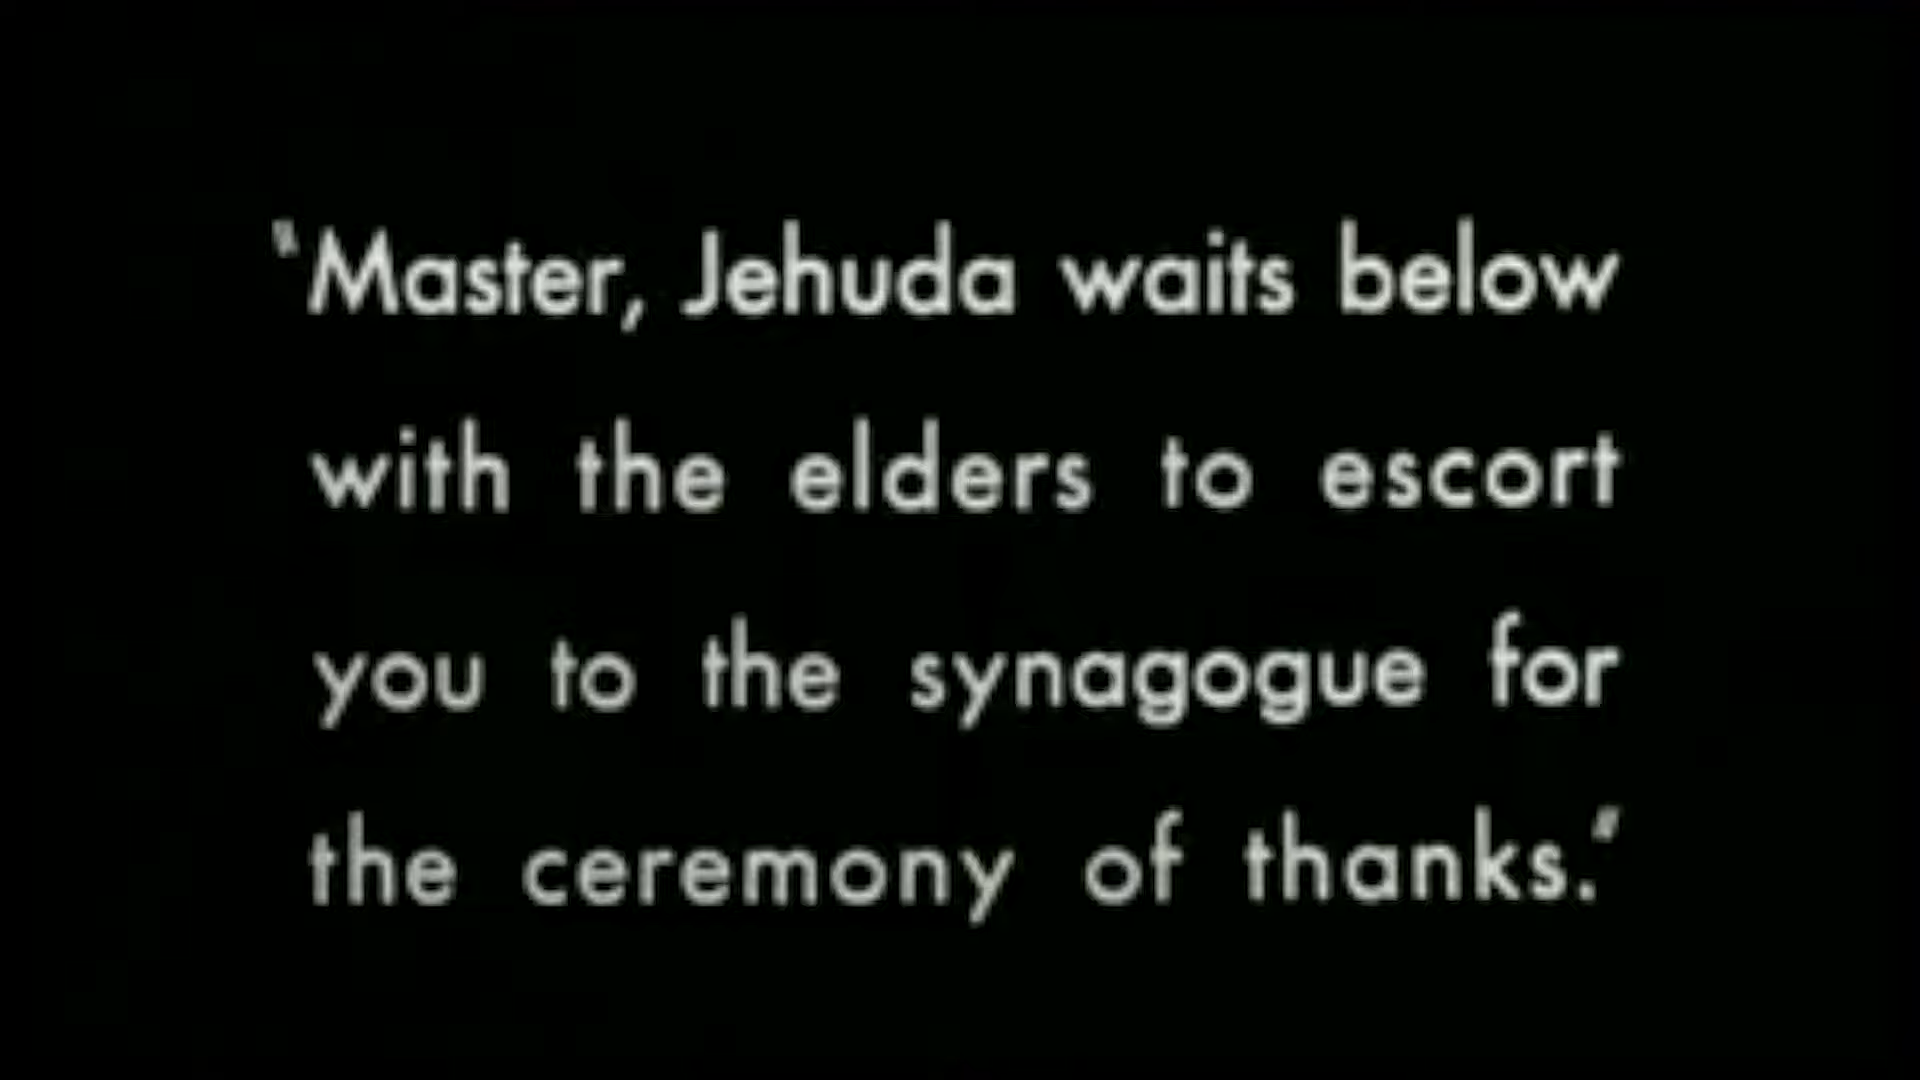 “Master, Jehuda waits below
with the elders to escort
you to the synagogue for
the ceremony of thanks.”